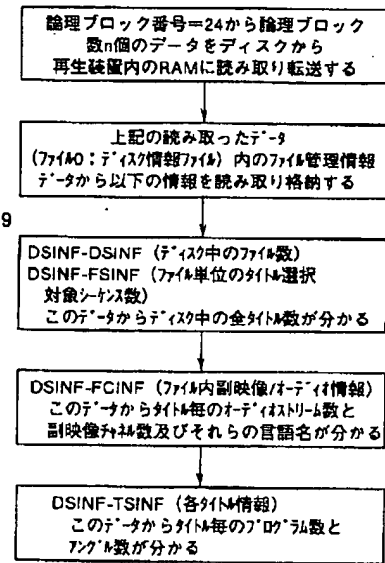 論理ブロック番号＝24から論理ブロック
数n個のデータをディスクから
再生装置内のRAMに読み取り転送する
上記の読み取ったデータ
(ファイル0：ディスク情報ファイル) 内のファイル管理情報
データから以下の情報を読み取り格納する
9
DSINF-DSINF (ディスク中のファイル数)
DSINF-FSINF (ファイル単位のタイトル選択
対象シーケンス数)
このデータからディスク中の全タイトル数が分かる
DSINF-FCINF (ファイル内副映像/オーディオ情報)
このデータからタイトル毎のオーディオストリーム数と
副映像チャネル数及びそれらの言語名が分かる
DSINF-TSINF (各タイトル情報)
このデータからタイトル毎のプログラム数と
アングル数が分かる